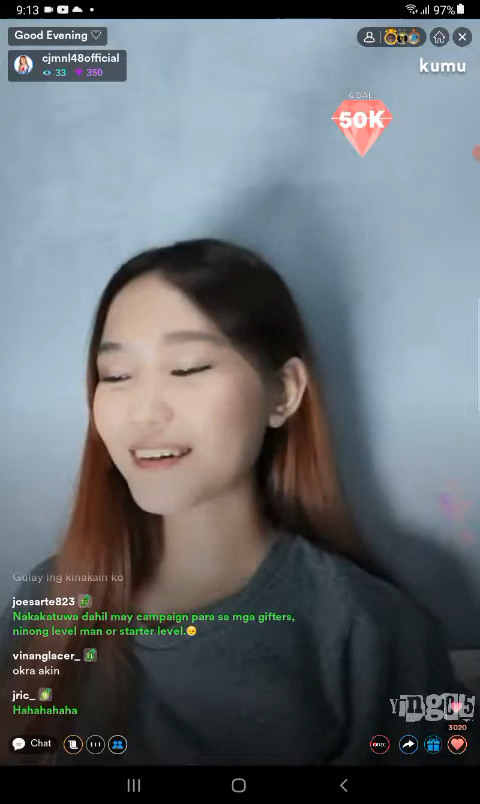 9:13
97%
Good Evening ♡
cjmnl48official
33 350
kumu
GOAL:
50K
Gulay ing kinakain ko
joesarte823
Nakakatuwa dahil may campaign para sa mga gifters,
ninong level man or starter level.
vinanglacer_
okra akin
jric_
Hahahahaha
3020
Chat